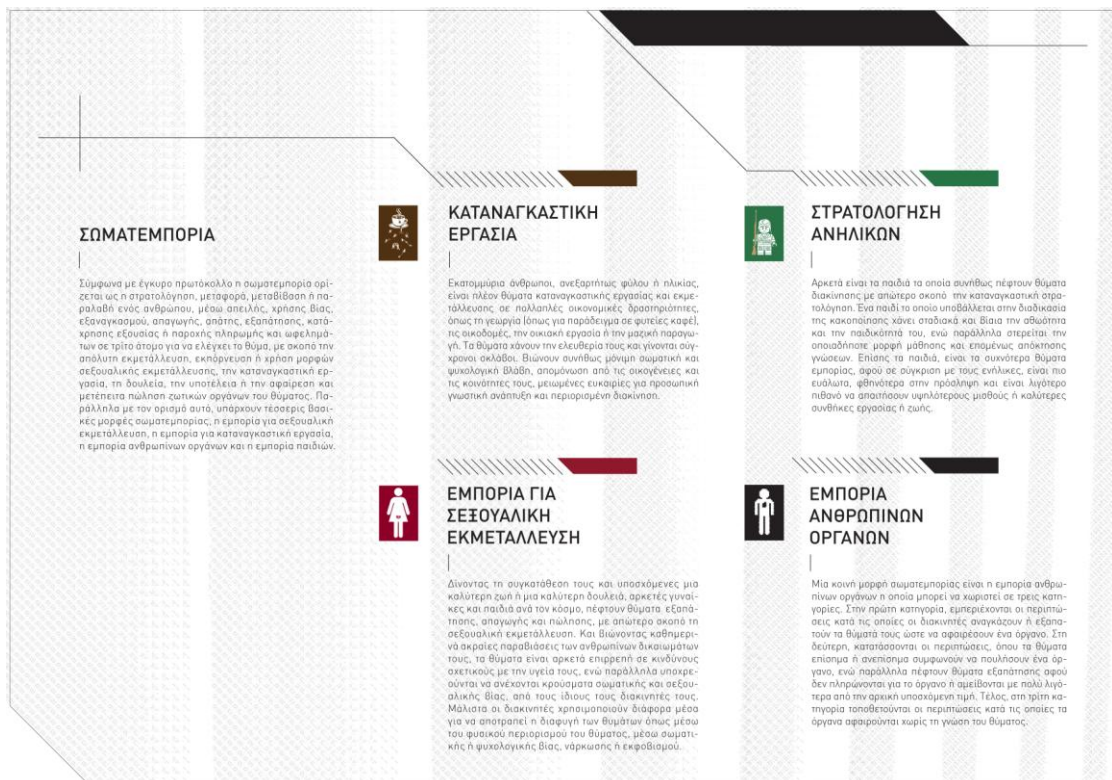 ΣΩΜΑΤΕΜΠΟΡΙΑ
Σύμφωνα με έγκυρο πρωτόκολλο η σωματεμπορία ορί-
ζεται ως η στρατολόγηση, μεταφορά, μεταβίβαση ή πα-
ραλαβή ενός ανθρώπου, μέσω απειλής, χρήσης βίας,
εξαναγκασμού, απαγωγής, απάτης, εξαπάτησης, κατά-
χρησης εξουσίας ή παροχής πληρωμής και ωφελημά-
των σε τρίτο άτομο για να ελέγχει το θύμα, με σκοπό την
απόλυτη εκμετάλλευση, εκπόρνευση ή χρήση μορφών
σεξουαλικής εκμετάλλευσης, την καταναγκαστική ερ-
γασία, τη δουλεία, την υποτέλεια ή την αφαίρεση και
μετέπειτα πώληση ζωτικών οργάνων του θύματος. Πα-
ράλληλα με τον ορισμό αυτό, υπάρχουν τέσσερις βασι-
κές μορφές σωματεμπορίας, η εμπορία για σεξουαλική
εκμετάλλευση, η εμπορία για καταναγκαστική εργασία,
η εμπορία ανθρωπίνων οργάνων και η εμπορία παιδιών.
ΚΑΤΑΝΑΓΚΑΣΤΙΚΗ
ΕΡΓΑΣΙΑ
Εκατομμύρια άνθρωποι, ανεξαρτήτως φύλου ή ηλικίας,
είναι πλέον θύματα καταναγκαστικής εργασίας και εκμε-
τάλλευσης σε πολλαπλές οικονομικές δραστηριότητες,
όπως τη γεωργία (όπως για παράδειγμα σε φυτείες καφέ),
τις οικοδομές, την οικιακή εργασία ή την μαζική παραγω-
γή. Τα θύματα χάνουν την ελευθερία τους και γίνονται σύγ-
χρονοι σκλάβοι. Βιώνουν συνήθως μόνιμη σωματική και
ψυχολογική βλάβη, απομόνωση από τις οικογένειες και
τις κοινότητες τους, μειωμένες ευκαιρίες για προσωπική
γνωστική ανάπτυξη και περιορισμένη διακίνηση.
ΕΜΠΟΡΙΑ ΓΙΑ
ΣΕΞΟΥΑΛΙΚΗ
ΕΚΜΕΤΑΛΛΕΥΣΗ
Δίνοντας τη συγκατάθεση τους και υποσχόμενες μια
καλύτερη ζωή ή μια καλύτερη δουλειά, αρκετές γυναί-
κες και παιδιά ανά τον κόσμο, πέφτουν θύματα εξαπά-
τησης, απαγωγής και πώλησης, με απώτερο σκοπό τη
σεξουαλική εκμετάλλευση. Και βιώνοντας καθημερι-
νά ακραίες παραβιάσεις των ανθρωπίνων δικαιωμάτων
τους, τα θύματα είναι αρκετά επιρρεπή σε κινδύνους
σχετικούς με την υγεία τους, ενώ παράλληλα υποχρε-
ούνται να ανέχονται κρούσματα σωματικής και σεξου-
αλικής βίας, από τους ίδιους τους διακινητές τους.
Μάλιστα οι διακινητές χρησιμοποιούν διάφορα μέσα
για να αποτραπεί η διαφυγή των θυμάτων όπως μέσω
του φυσικού περιορισμού του θύματος, μέσω σωματι-
κής ή ψυχολογικής βίας, νάρκωσης ή εκφοβισμού.
ΣΤΡΑΤΟΛΟΓΗΣΗ
ΑΝΗΛΙΚΩΝ
Αρκετά είναι τα παιδιά τα οποία συνήθως πέφτουν θύματα
διακίνησης με απώτερο σκοπό την καταναγκαστική στρα-
τολόγηση. Ένα παιδί το οποίο υποβάλλεται στην διαδικασία
της κακοποίησης χάνει σταδιακά και βίαια την αθωότητα
και την παιδικότητά του, ενώ παράλληλα στερείται την
οποιαδήποτε μορφή μάθησης και επομένως απόκτησης
γνώσεων. Επίσης τα παιδιά, είναι τα συχνότερα θύματα
εμπορίας, αφού σε σύγκριση με τους ενήλικες, είναι πιο
ευάλωτα, φθηνότερα στην πρόσληψη και είναι λιγότερο
πιθανό να απαιτήσουν υψηλότερους μισθούς ή καλύτερες
συνθήκες εργασίας ή ζωής.
ΕΜΠΟΡΙΑ
ΑΝΘΡΩΠΙΝΩΝ
ΟΡΓΑΝΩΝ
Μία κοινή μορφή σωματεμπορίας είναι η εμπορία ανθρω-
πίνων οργάνων η οποία μπορεί να χωριστεί σε τρεις κατη-
γορίες. Στην πρώτη κατηγορία, εμπεριέχονται οι περιπτώ-
σεις κατά τις οποίες οι διακινητές αναγκάζουν ή εξαπα-
τούν τα θύματά τους ώστε να αφαιρέσουν ένα όργανο. Στη
δεύτερη, κατατάσσονται οι περιπτώσεις, όπου τα θύματα
επίσημα ή ανεπίσημα συμφωνούν να πουλήσουν ένα όρ-
γανο, ενώ παράλληλα πέφτουν θύματα εξαπάτησης αφού
δεν πληρώνονται για το όργανο ή αμείβονται με πολύ λιγό-
τερα από την αρχική υποσχόμενη τιμή. Τέλος, στη τρίτη κα-
τηγορία τοποθετούνται οι περιπτώσεις κατά τις οποίες τα
όργανα αφαιρούνται χωρίς τη γνώση του θύματος.